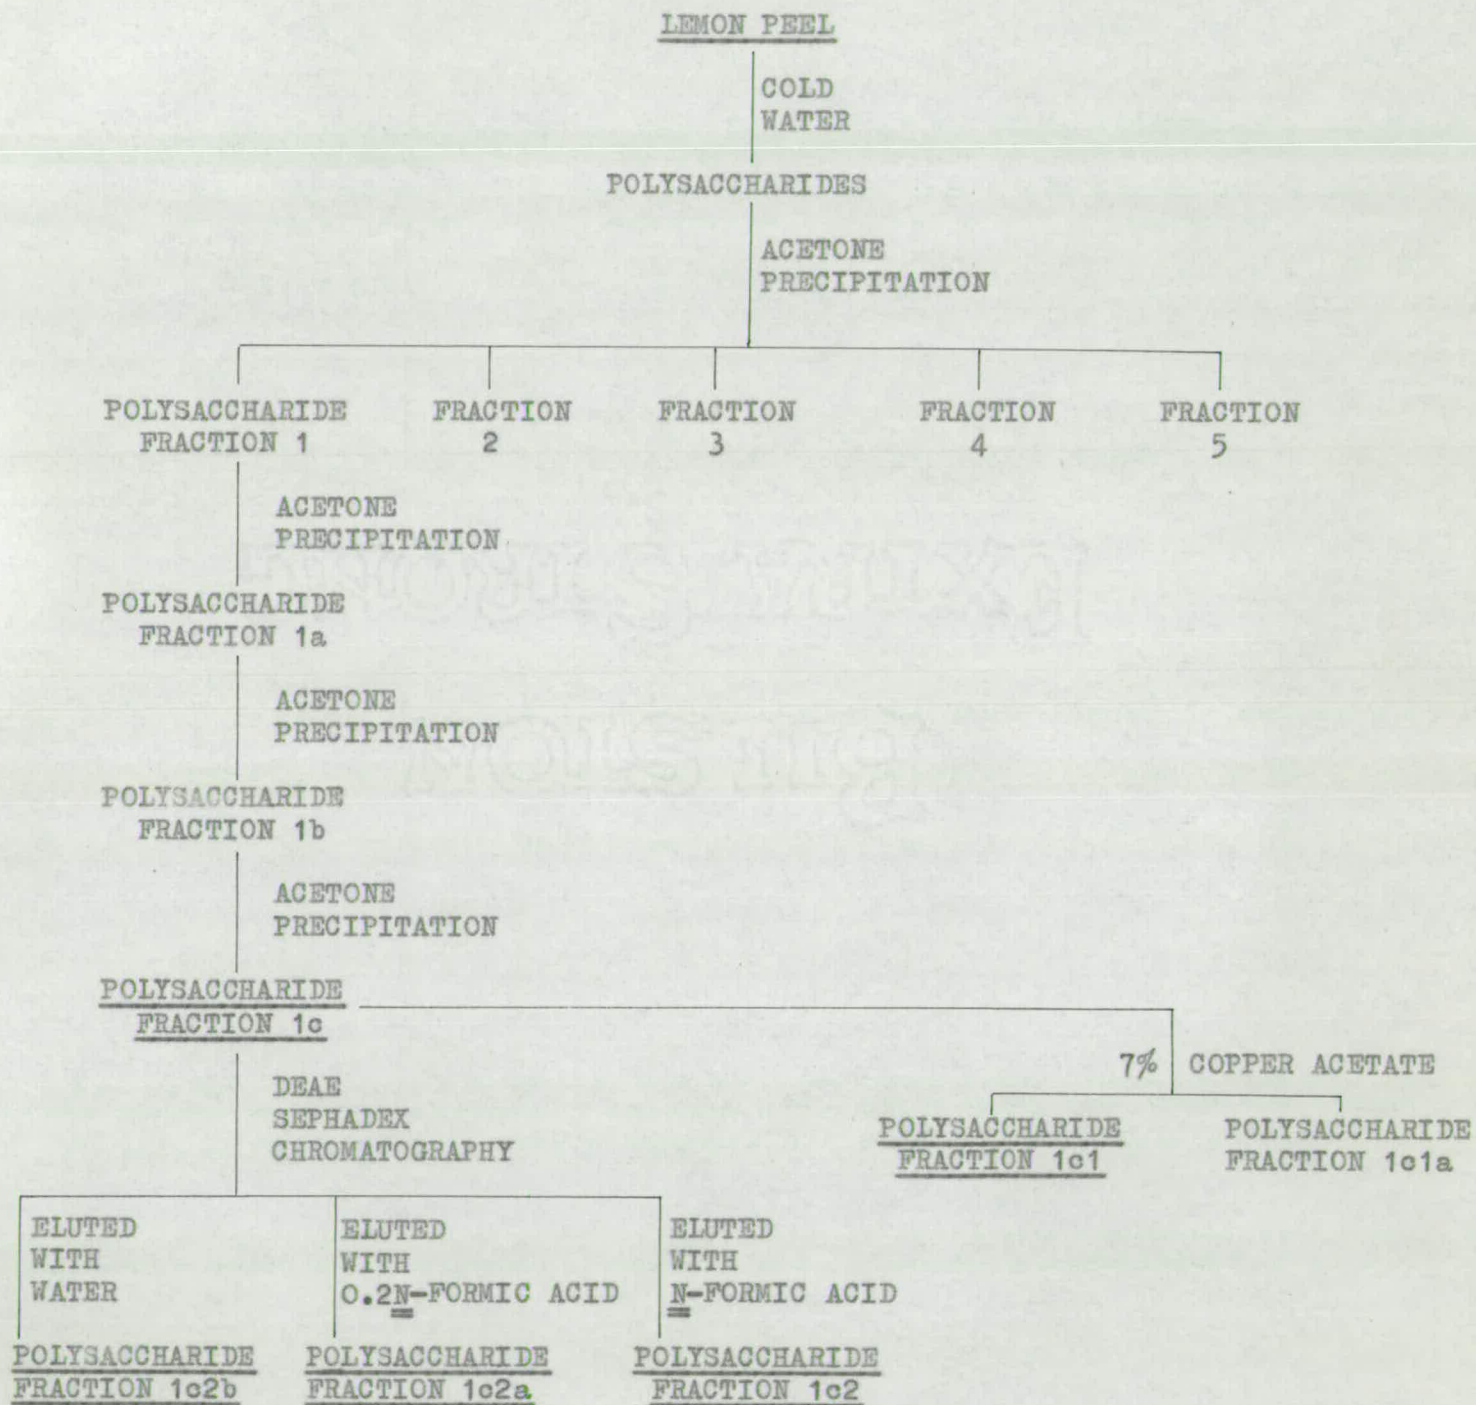 LEMON PEEL
COLD
WATER
POLYSACCHARIDES
ACETONE
PRECIPITATION
POLYSACCHARIDE
FRACTION 1
FRACTION
2
FRACTION
3
FRACTION
4
FRACTION
5
ACETONE
PRECIPITATION
POLYSACCHARIDE
FRACTION 1a
ACETONE
PRECIPITATION
POLYSACCHARIDE
FRACTION 1b
ACETONE
PRECIPITATION
POLYSACCHARIDE
FRACTION 1c
7% COPPER ACETATE
POLYSACCHARIDE
FRACTION 1c1
POLYSACCHARIDE
FRACTION 1c1a
DEAE
SEPHADEX
CHROMATOGRAPHY
ELUTED
WITH
WATER
ELUTED
WITH
0.2N-FORMIC ACID
ELUTED
WITH
N-FORMIC ACID
POLYSACCHARIDE
FRACTION 1c2b
POLYSACCHARIDE
FRACTION 1c2a
POLYSACCHARIDE
FRACTION 1c2